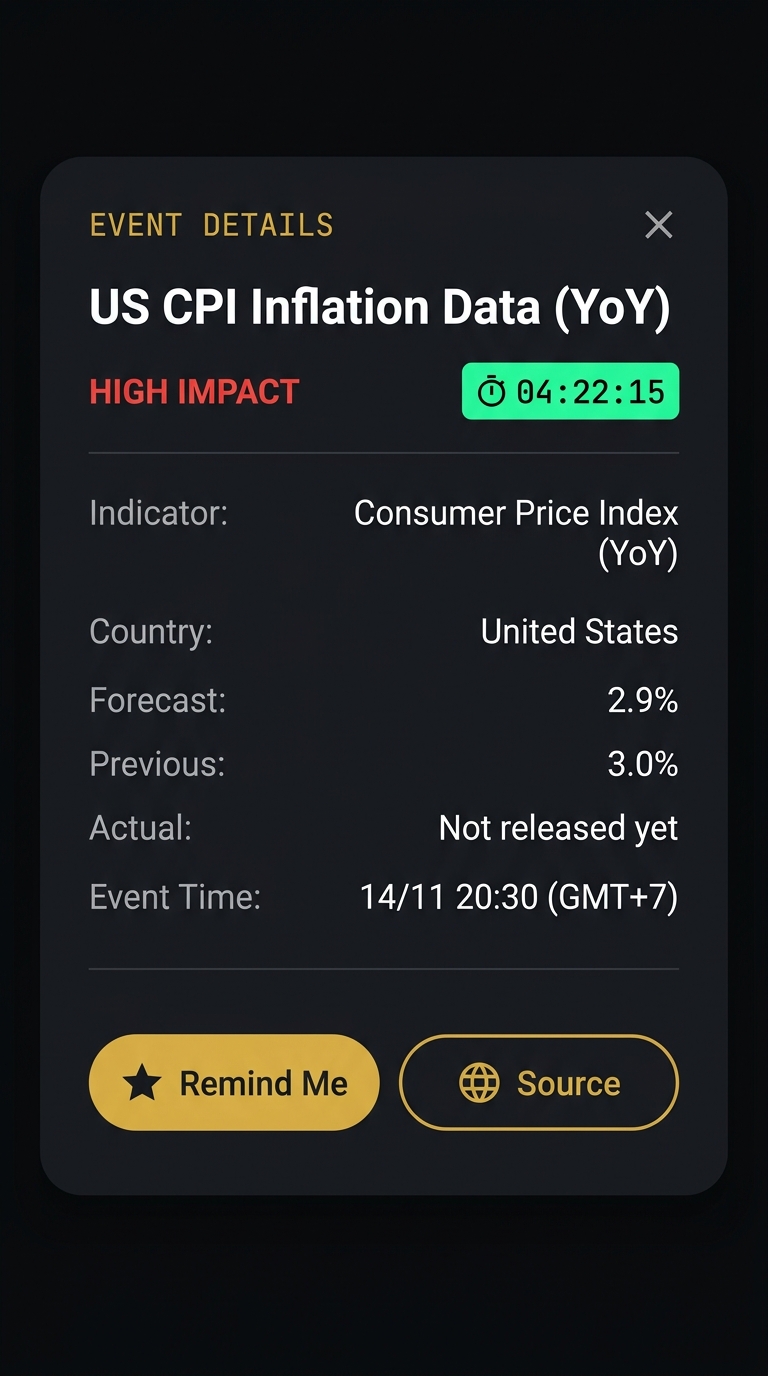 EVENT DETAILS
US CPI Inflation Data (YoY)
HIGH IMPACT
04:22:15
Indicator:
Consumer Price Index
(YoY)
Country:
United States
Forecast:
2.9%
Previous:
3.0%
Actual:
Not released yet
Event Time:
14/11 20:30 (GMT+7)
Remind Me
Source